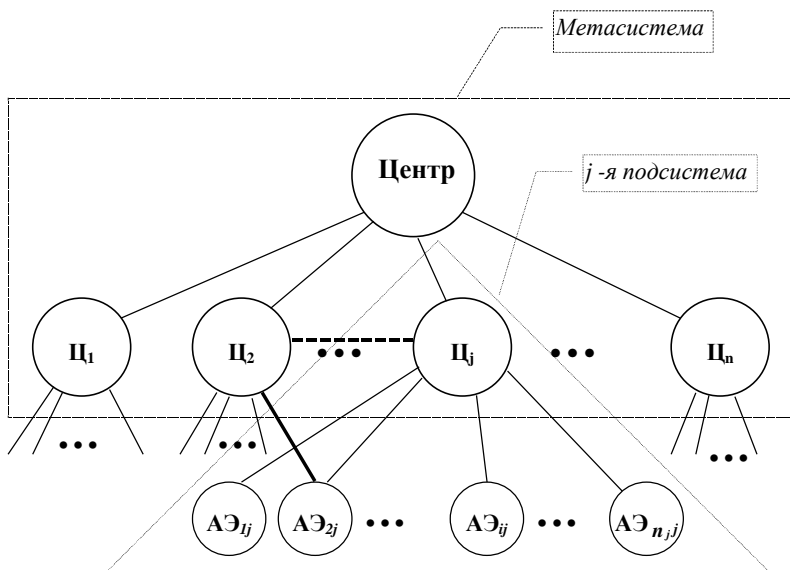 Метасистема
Центр
j -я подсистема
Ц1 Ц2 ••• Цj ••• Цn
••• ••• •••
АЭ1j АЭ2j ••• АЭij ••• АЭnjj